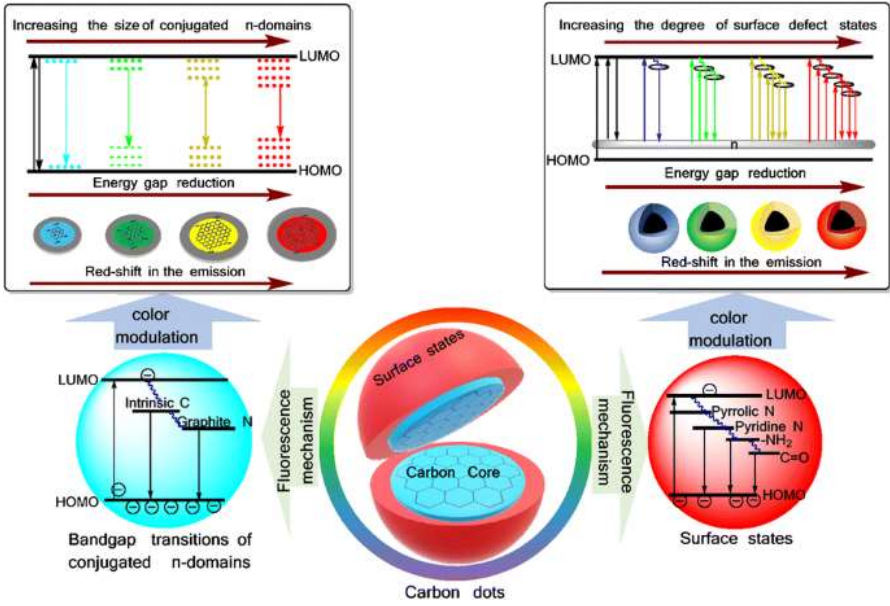 Increasing the size of conjugated n-domains
LUMO
HOMO
Energy gap reduction
Red-shift in the emission
Increasing the degree of surface defect states
LUMO
n
HOMO
Energy gap reduction
Red-shift in the emission
color
modulation
color
modulation
LUMO
Intrinsic C
Graphite N
HOMO
Bandgap transitions of
conjugated n-domains
Fluorescence
mechanism
Surface states
Carbon Core
Carbon dots
Fluorescence
mechanism
LUMO
Pyrrolic N
Pyridine N
-NH2
C=O
HOMO
Surface states